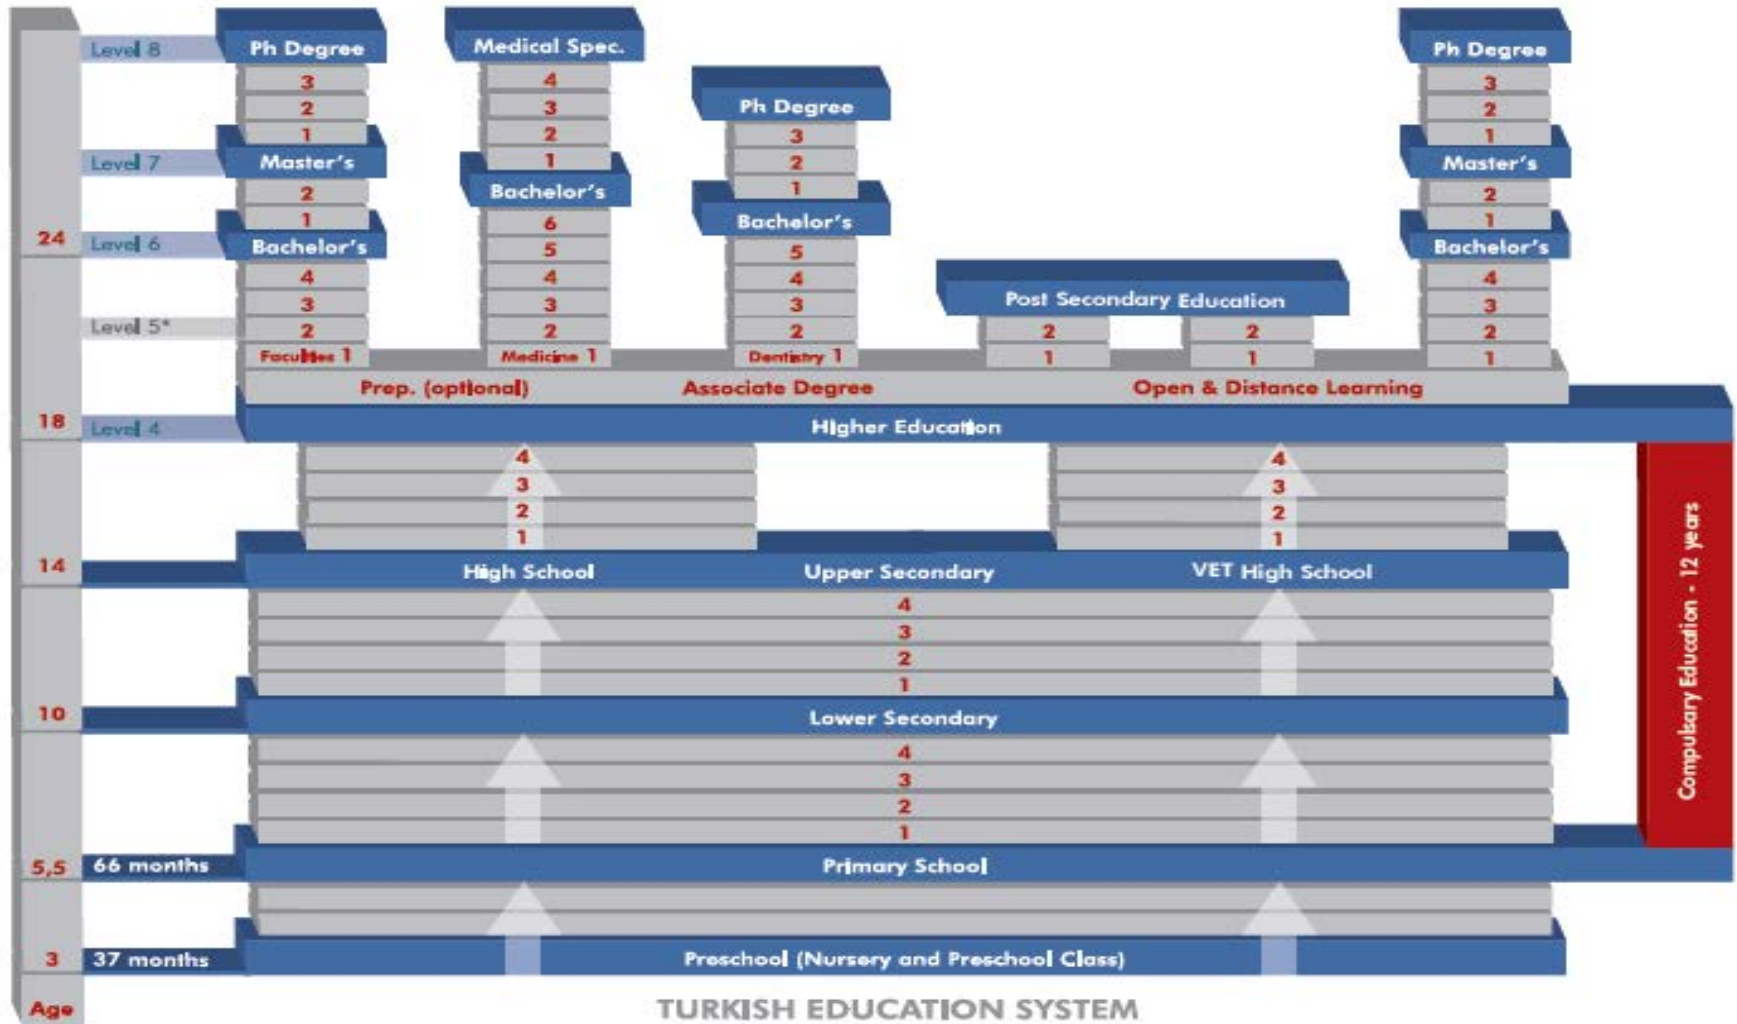 Level 8 Ph Degree Medical Spec. Ph Degree
3 4 3
2 3 Ph Degree 2
1 2 3 1
Level 7 Master's 1 2 Master's
2 Bachelor's 1 2
1 6 Bachelor's 1
24 Level 6 Bachelor's 5 5 Bachelor's
4 4 4 4
3 3 3 Post Secondary Education 3
Level 5* 2 2 2 2 2 2
Faculties 1 Medicine 1 Dentistry 1 1 1 1
Prep. (optional) Associate Degree Open & Distance Learning
18 Level 4 Higher Education
4 4
3 3
2 2
1 1
14 High School Upper Secondary VET High School
4
3
2
1
10 Lower Secondary
4
3
2
1
5,5 66 months Primary School
3 37 months Preschool (Nursery and Preschool Class)
Age TURKISH EDUCATION SYSTEM
Compulsary Education - 12 years